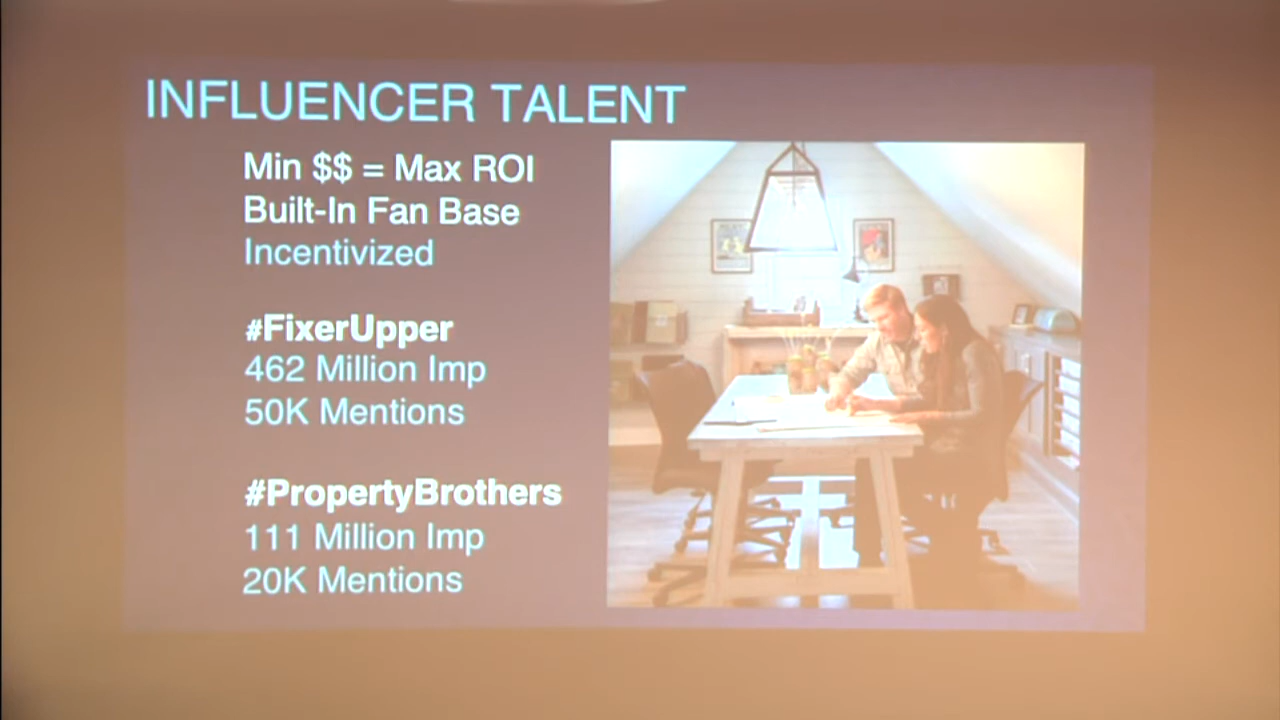 INFLUENCER TALENT
Min $$ = Max ROI
Built-In Fan Base
Incentivized
#FixerUpper
462 Million Imp
50K Mentions
#PropertyBrothers
111 Million Imp
20K Mentions